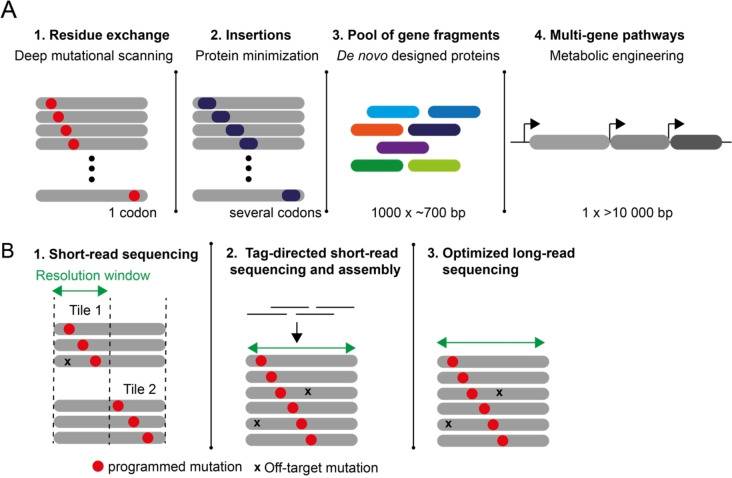 A
1. Residue exchange
Deep mutational scanning
1 codon
2. Insertions
Protein minimization
several codons
3. Pool of gene fragments
De novo designed proteins
1000 x ~700 bp
4. Multi-gene pathways
Metabolic engineering
1 x >10 000 bp
B
1. Short-read sequencing
Resolution window
Tile 1
x
Tile 2
2. Tag-directed short-read
sequencing and assembly
x
x
3. Optimized long-read
sequencing
x
x
programmed mutation
x Off-target mutation